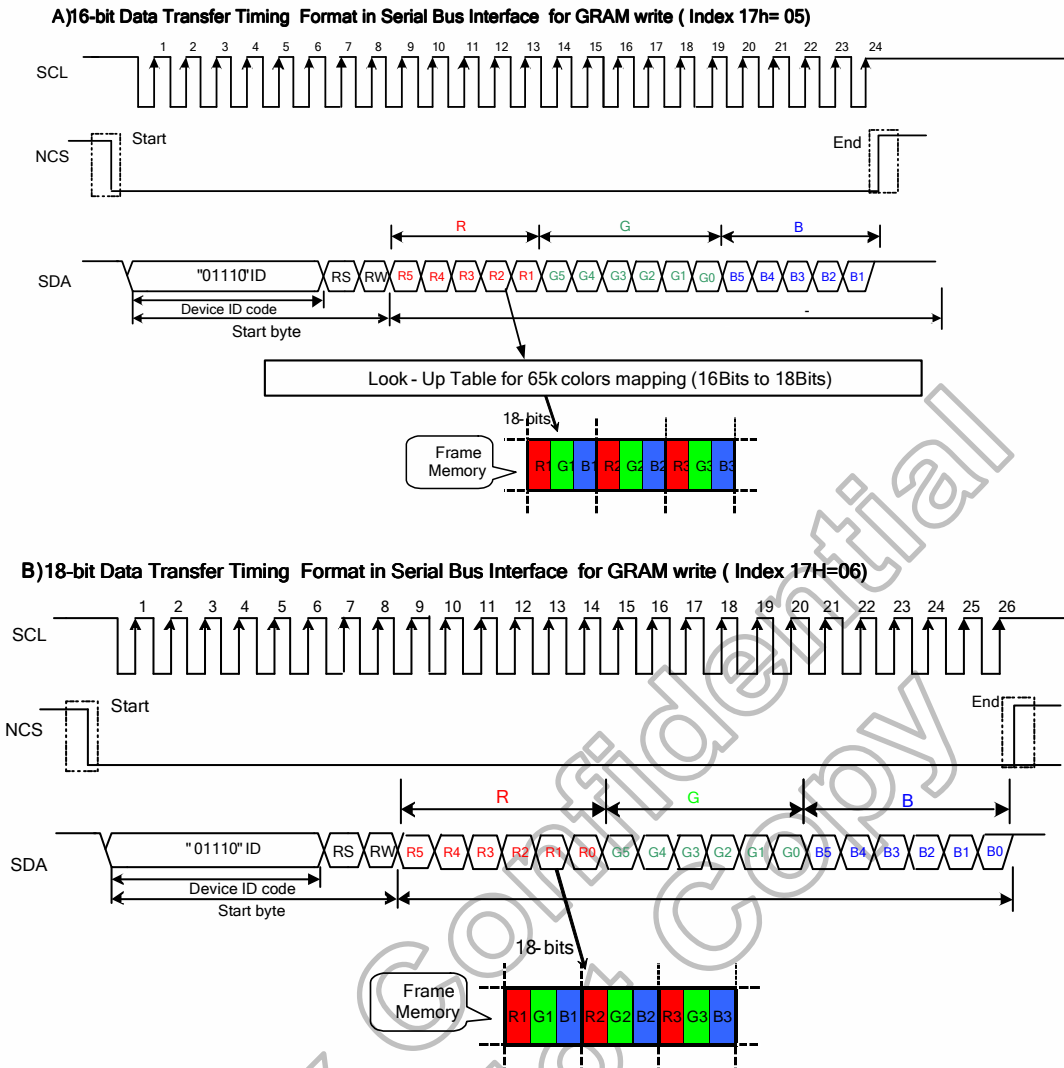 A)16-bit Data Transfer Timing Format in Serial Bus Interface for GRAM write ( Index 17h= 05)
1 2 3 4 5 6 7 8 9 10 11 12 13 14 15 16 17 18 19 20 21 22 23 24
SCL
Start
End
NCS
R G B
SDA
"01110"ID RS RW R5 R4 R3 R2 R1 G5 G4 G3 G2 G1 G0 B5 B4 B3 B2 B1
Device ID code
-
Start byte
Look - Up Table for 65k colors mapping (16Bits to 18Bits)
18-bits
Frame
Memory
R1 G1 B1 R2 G2 B2 R3 G3 B3
B)18-bit Data Transfer Timing Format in Serial Bus Interface for GRAM write ( Index 17H=06)
1 2 3 4 5 6 7 8 9 10 11 12 13 14 15 16 17 18 19 20 21 22 23 24 25 26
SCL
Start
End
NCS
R G B
SDA
"01110" ID RS RW R5 R4 R3 R2 R1 R0 G5 G4 G3 G2 G1 G0 B5 B4 B3 B2 B1 B0
Device ID code
Start byte
18-bits
Frame
Memory
R1 G1 B1 R2 G2 B2 R3 G3 B3
Confidential
Copy